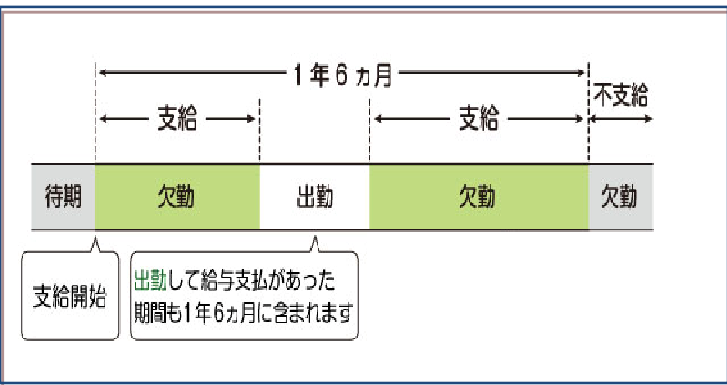 1年6ヵ月
支給
支給
不支給
待期
欠勤
出勤
欠勤
欠勤
支給開始
出勤して給与支払があった
期間も1年6ヵ月に含まれます